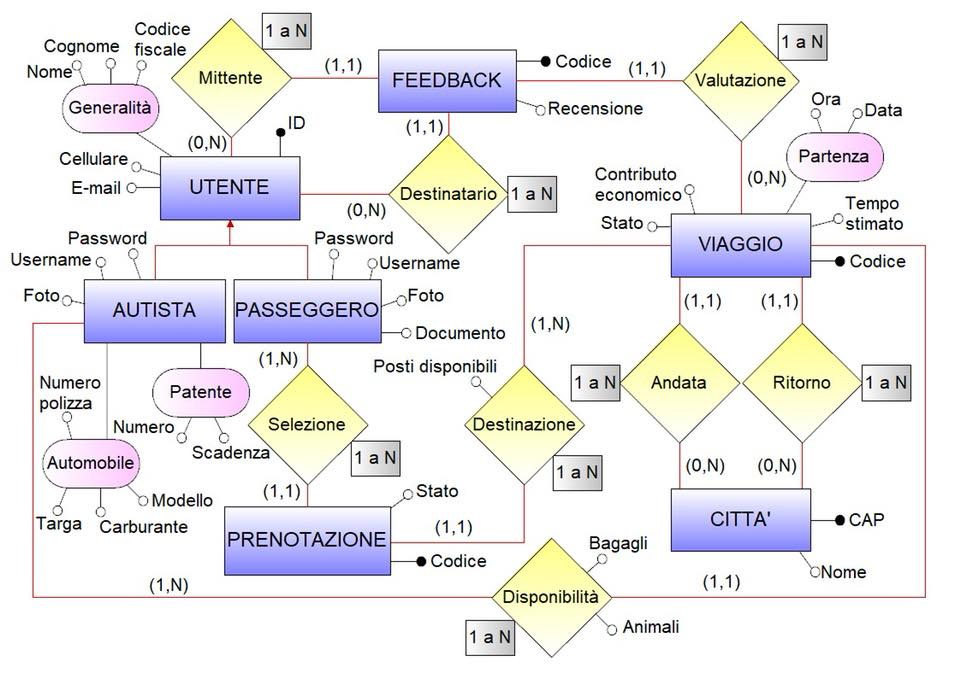 Codice
fiscale
1 a N
Cognome
Nome
Mittente
(1,1)
FEEDBACK
Codice
(1,1)
Valutazione
1 a N
Generalità
Recensione
Ora
Data
ID
(1,1)
(0,N)
Partenza
Cellulare
E-mail
UTENTE
(0,N)
Destinatario
1 a N
Contributo
economico
(0,N)
Stato
Tempo
stimato
VIAGGIO
Codice
Password
Username
Password
Username
Foto
AUTISTA
PASSEGGERO
Foto
Documento
(1,N)
(1,1)
(1,1)
(1,N)
Posti disponibili
Numero
polizza
Patente
1 a N
Andata
Ritorno
1 a N
Numero
Scadenza
Selezione
1 a N
Destinazione
1 a N
Automobile
Modello
Targa
Carburante
(1,1)
Stato
(0,N)
(0,N)
PRENOTAZIONE
(1,1)
Codice
CITTA'
CAP
Nome
(1,N)
Bagagli
(1,1)
Disponibilità
Animali
1 a N